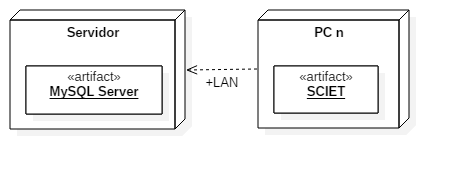 Servidor
«artifact»
MySQL Server
+LAN
PC n
«artifact»
SCIET